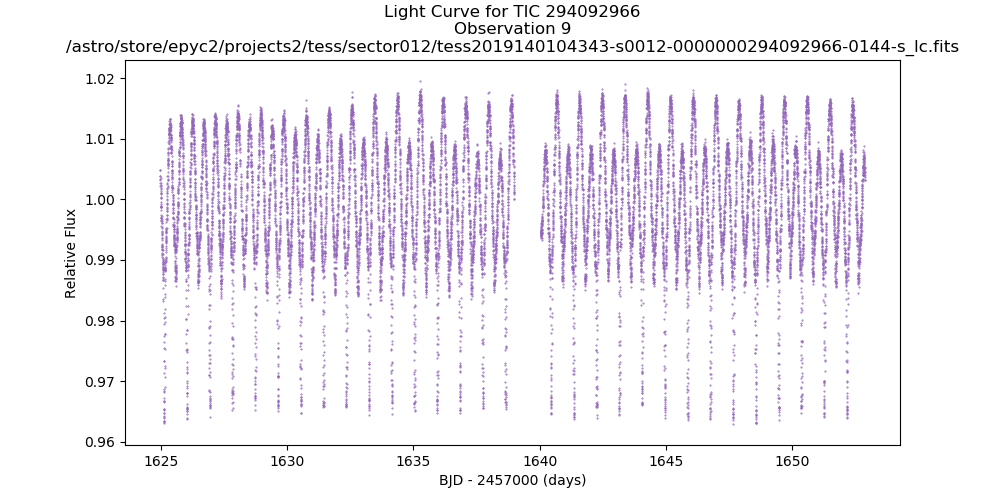 Light Curve for TIC 294092966
Observation 9
/astro/store/epyc2/projects2/tess/sector012/tess2019140104343-s0012-0000000294092966-0144-s_lc.fits
1.02
1.01
1.00
0.99
0.98
0.97
0.96
Relative Flux
1625
1630
1635
1640
1645
1650
BJD - 2457000 (days)